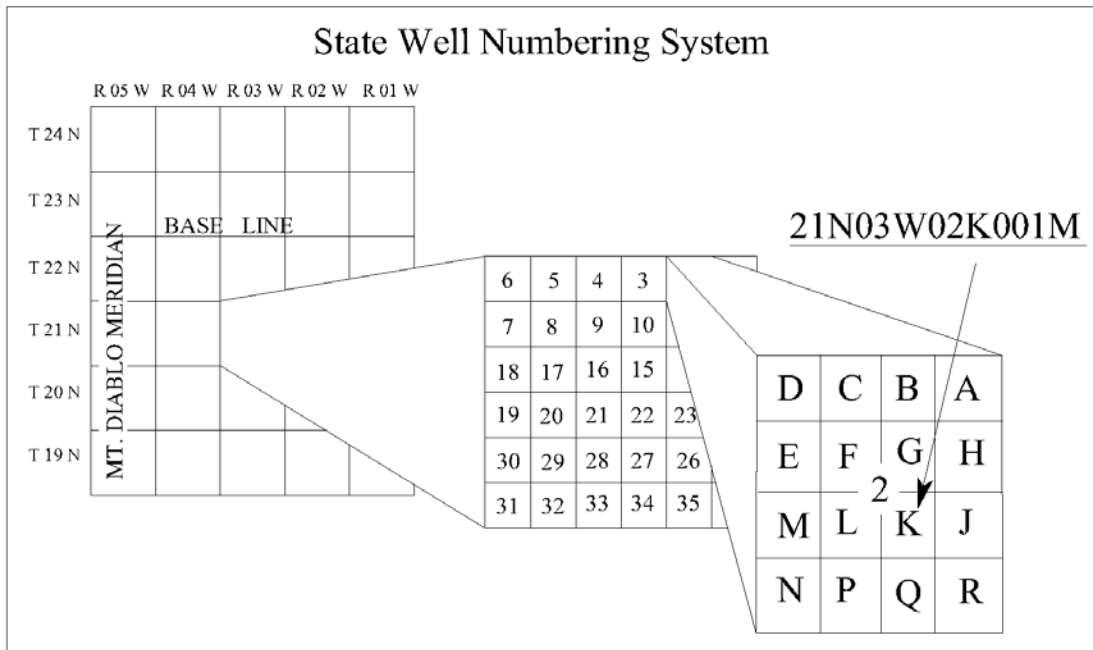 State Well Numbering System
R 05 W R 04 W R 03 W R 02 W R 01 W
T 24 N
T 23 N
T 22 N
T 21 N
T 20 N
T 19 N
BASE LINE
MT. DIABLO MERIDIAN
6 5 4 3
7 8 9 10
18 17 16 15
19 20 21 22 23
30 29 28 27 26
31 32 33 34 35
21N03W02K001M
D C B A
E F G H
2
M L K J
N P Q R